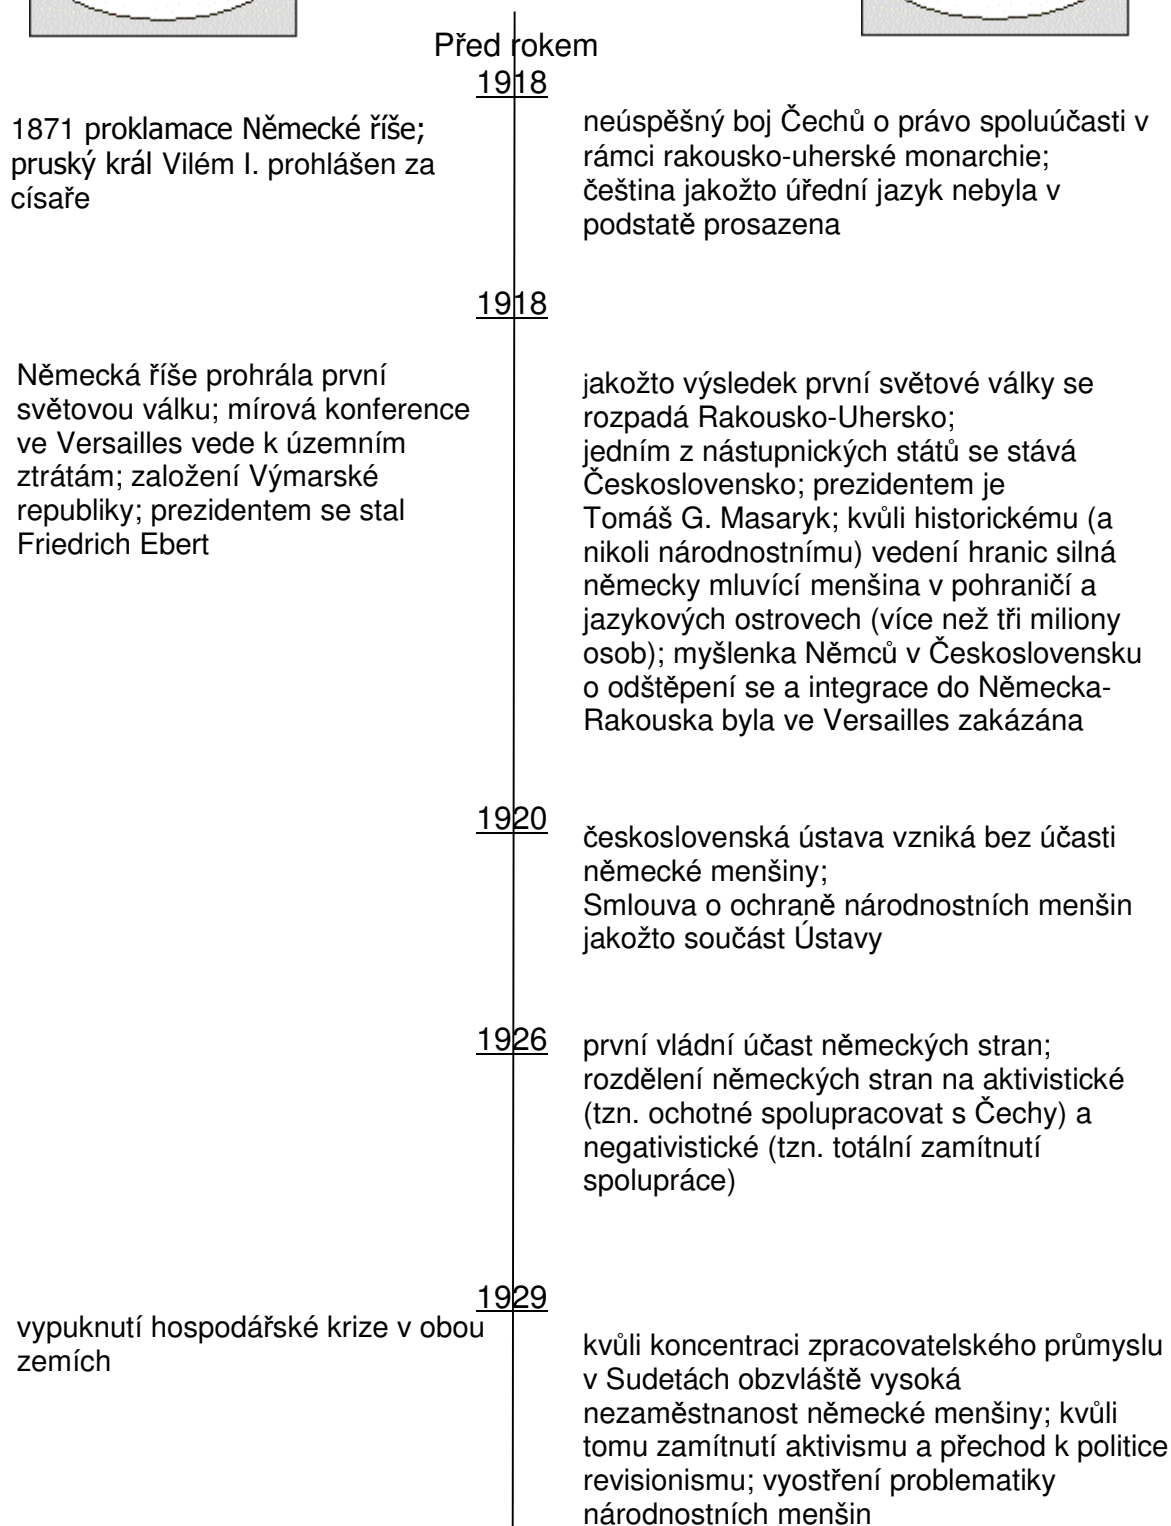 Před rokem
1918
1871 proklamace Německé říše;
pruský král Vilém I. prohlášen za
císaře
neúspěšný boj Čechů o právo spoluúčasti v
rámci rakousko-uherské monarchie;
čeština jakožto úřední jazyk nebyla v
podstatě prosazena
1918
Německá říše prohrála první
světovou válku; mírová konference
ve Versailles vede k územním
ztrátám; založení Výmarské
republiky; prezidentem se stal
Friedrich Ebert
jakožto výsledek první světové války se
rozpadá Rakousko-Uhersko;
jedním z nástupnických států se stává
Československo; prezidentem je
Tomáš G. Masaryk; kvůli historickému (a
nikoli národnostnímu) vedení hranic silná
německy mluvící menšina v pohraničí a
jazykových ostrovech (více než tři miliony
osob); myšlenka Němců v Československu
o odštěpení se a integrace do Německa-
Rakouska byla ve Versailles zakázána
1920
československá ústava vzniká bez účasti
německé menšiny;
Smlouva o ochraně národnostních menšin
jakožto součást Ústavy
1926
první vládní účast německých stran;
rozdělení německých stran na aktivistické
(tzn. ochotné spolupracovat s Čechy) a
negativistické (tzn. totální zamítnutí
spolupráce)
1929
vypuknutí hospodářské krize v obou
zemích
kvůli koncentraci zpracovatelského průmyslu
v Sudetách obzvláště vysoká
nezaměstnanost německé menšiny; kvůli
tomu zamítnutí aktivismu a přechod k politice
revisionismu; vyostření problematiky
národnostních menšin